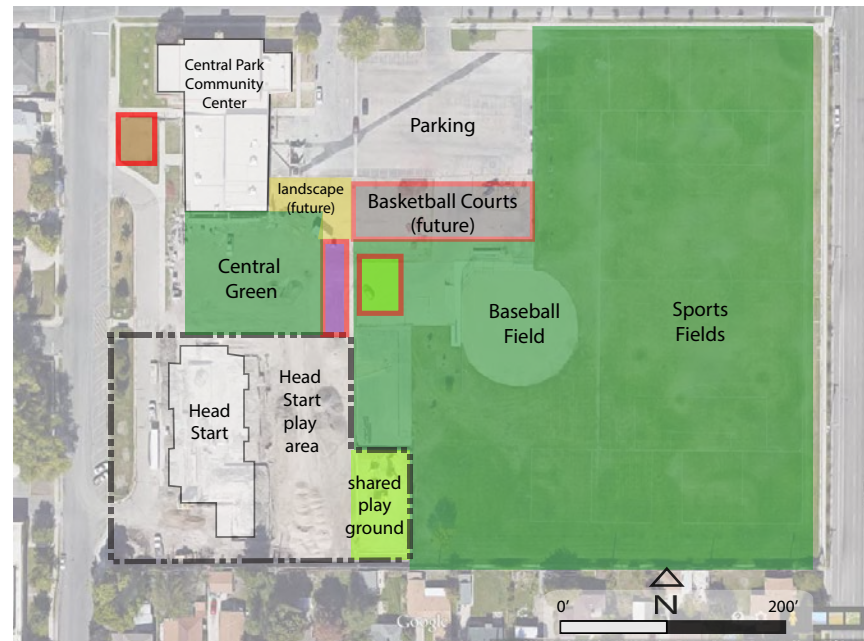 Central Park
Community
Center
Parking
landscape
(future)
Basketball Courts
(future)
Central
Green
Baseball
Field
Sports
Fields
Head
Start
Head
Start
play
area
shared
play
ground
Google
0'
N
200'